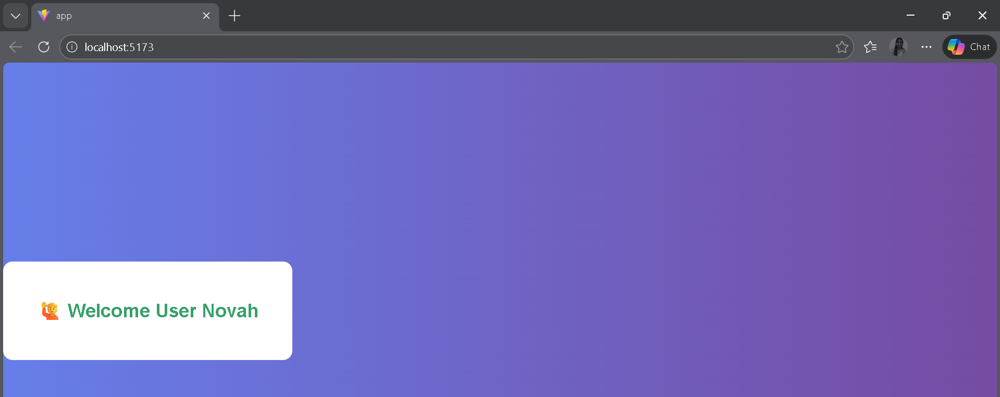 app
localhost:5173
Chat
🙋 Welcome User Novah